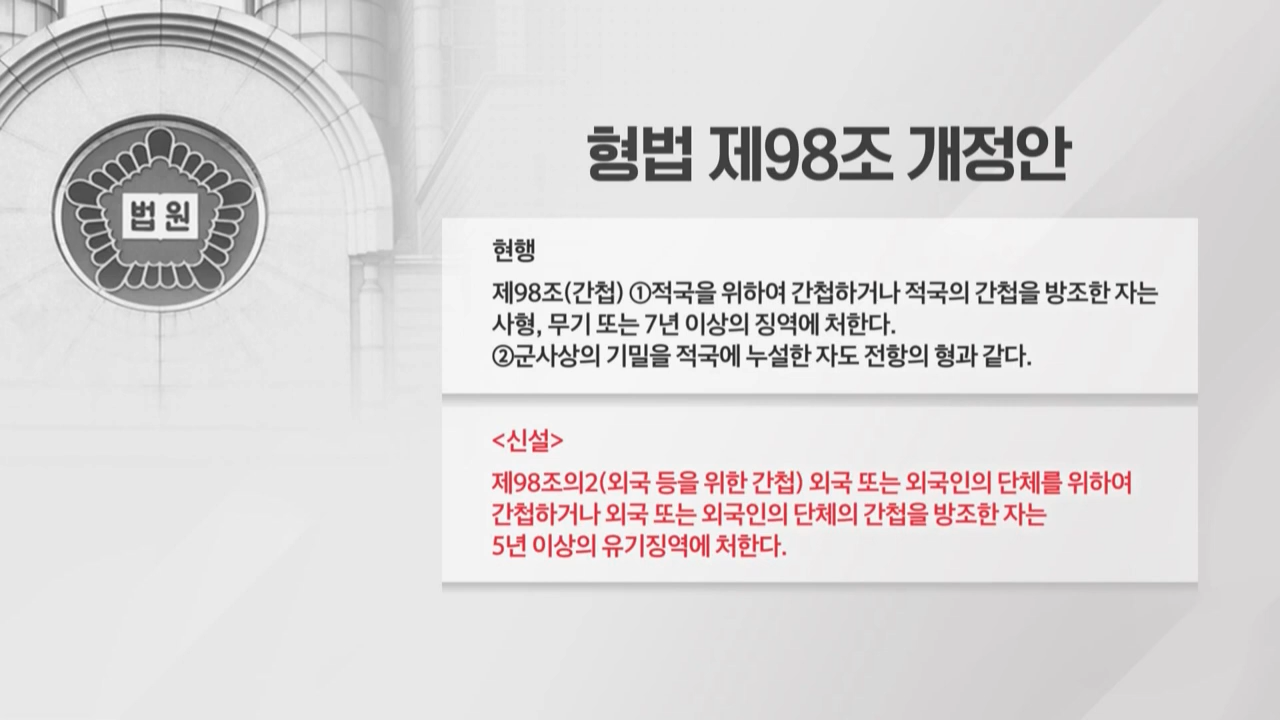 법원
형법 제98조 개정안
현행
제98조(간첩) ①적국을 위하여 간첩하거나 적국의 간첩을 방조한 자는
사형, 무기 또는 7년 이상의 징역에 처한다.
②군사상의 기밀을 적국에 누설한 자도 전항의 형과 같다.
<신설>
제98조의2(외국 등을 위한 간첩) 외국 또는 외국인의 단체를 위하여
간첩하거나 외국 또는 외국인의 단체의 간첩을 방조한 자는
5년 이상의 유기징역에 처한다.